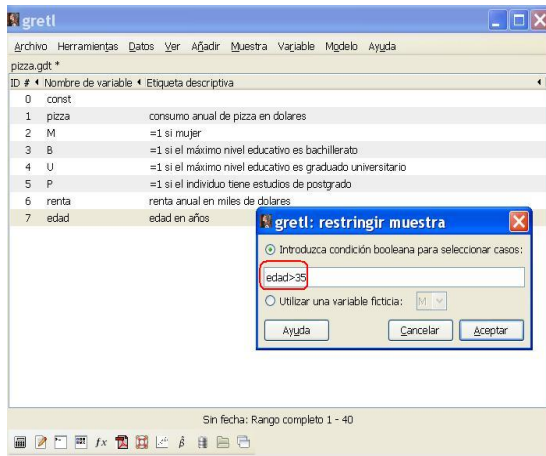 gretl
Archivo Herramientas Datos Ver Añadir Muestra Variable Modelo Ayuda
pizza.gdt *
ID # Nombre de variable Etiqueta descriptiva
0 const
1 pizza consumo anual de pizza en dolares
2 M =1 si mujer
3 B =1 si el máximo nivel educativo es bachillerato
4 U =1 si el máximo nivel educativo es graduado universitario
5 P =1 si el individuo tiene estudios de postgrado
6 renta renta anual en miles de dolares
7 edad edad en años
gretl: restringir muestra
Introduzca condición booleana para seleccionar casos:
edad>35
Utilizar una variable ficticia: M
Ayuda Cancelar Aceptar
Sin fecha: Rango completo 1 - 40
fx β̂